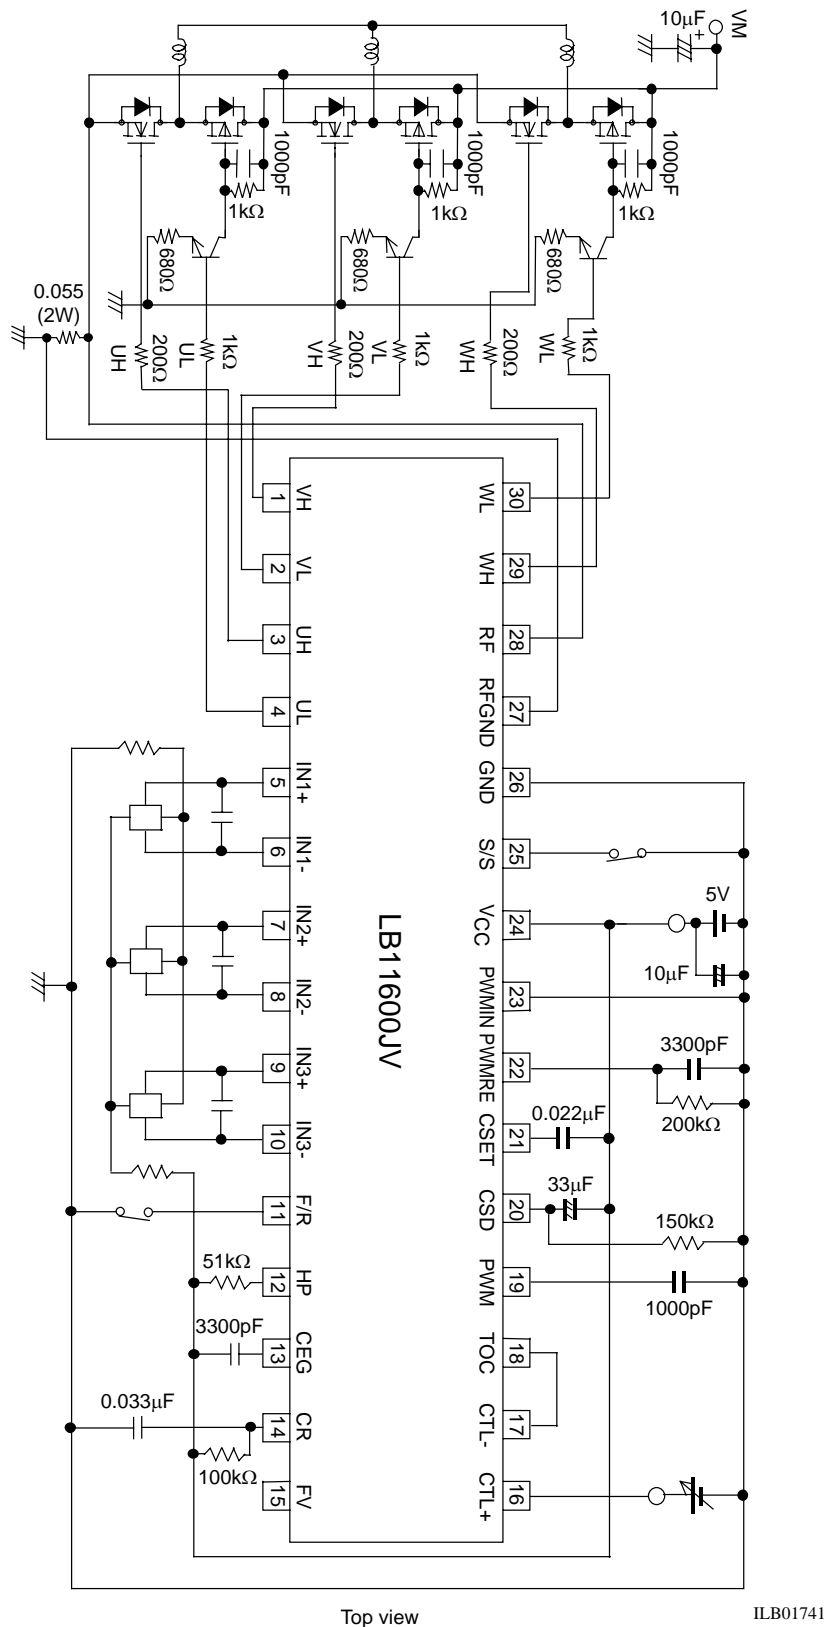 10µF
+
VM
1000pF
1000pF
1000pF
1kΩ
1kΩ
1kΩ
680Ω
680Ω
680Ω
0.055
(2W)
200Ω
UH
1kΩ
UL
200Ω
VH
1kΩ
VL
200Ω
WH
1kΩ
WL
1
VH
2
VL
3
UH
4
UL
5
IN1+
6
IN1-
7
IN2+
8
IN2-
9
IN3+
10
IN3-
11
F/R
51kΩ
12
HP
3300pF
13
CEG
0.033µF
14
CR
100kΩ
15
FV
LB11600JV
WL
30
WH
29
RF
28
RFGND
27
GND
26
S/S
25
VCC
24
5V
10µF
PWMIN
23
PWMRE
22
3300pF
200kΩ
CSET
21
0.022µF
CSD
20
33µF
150kΩ
PWM
19
1000pF
TOC
18
CTL-
17
CTL+
16
Top view
ILB01741